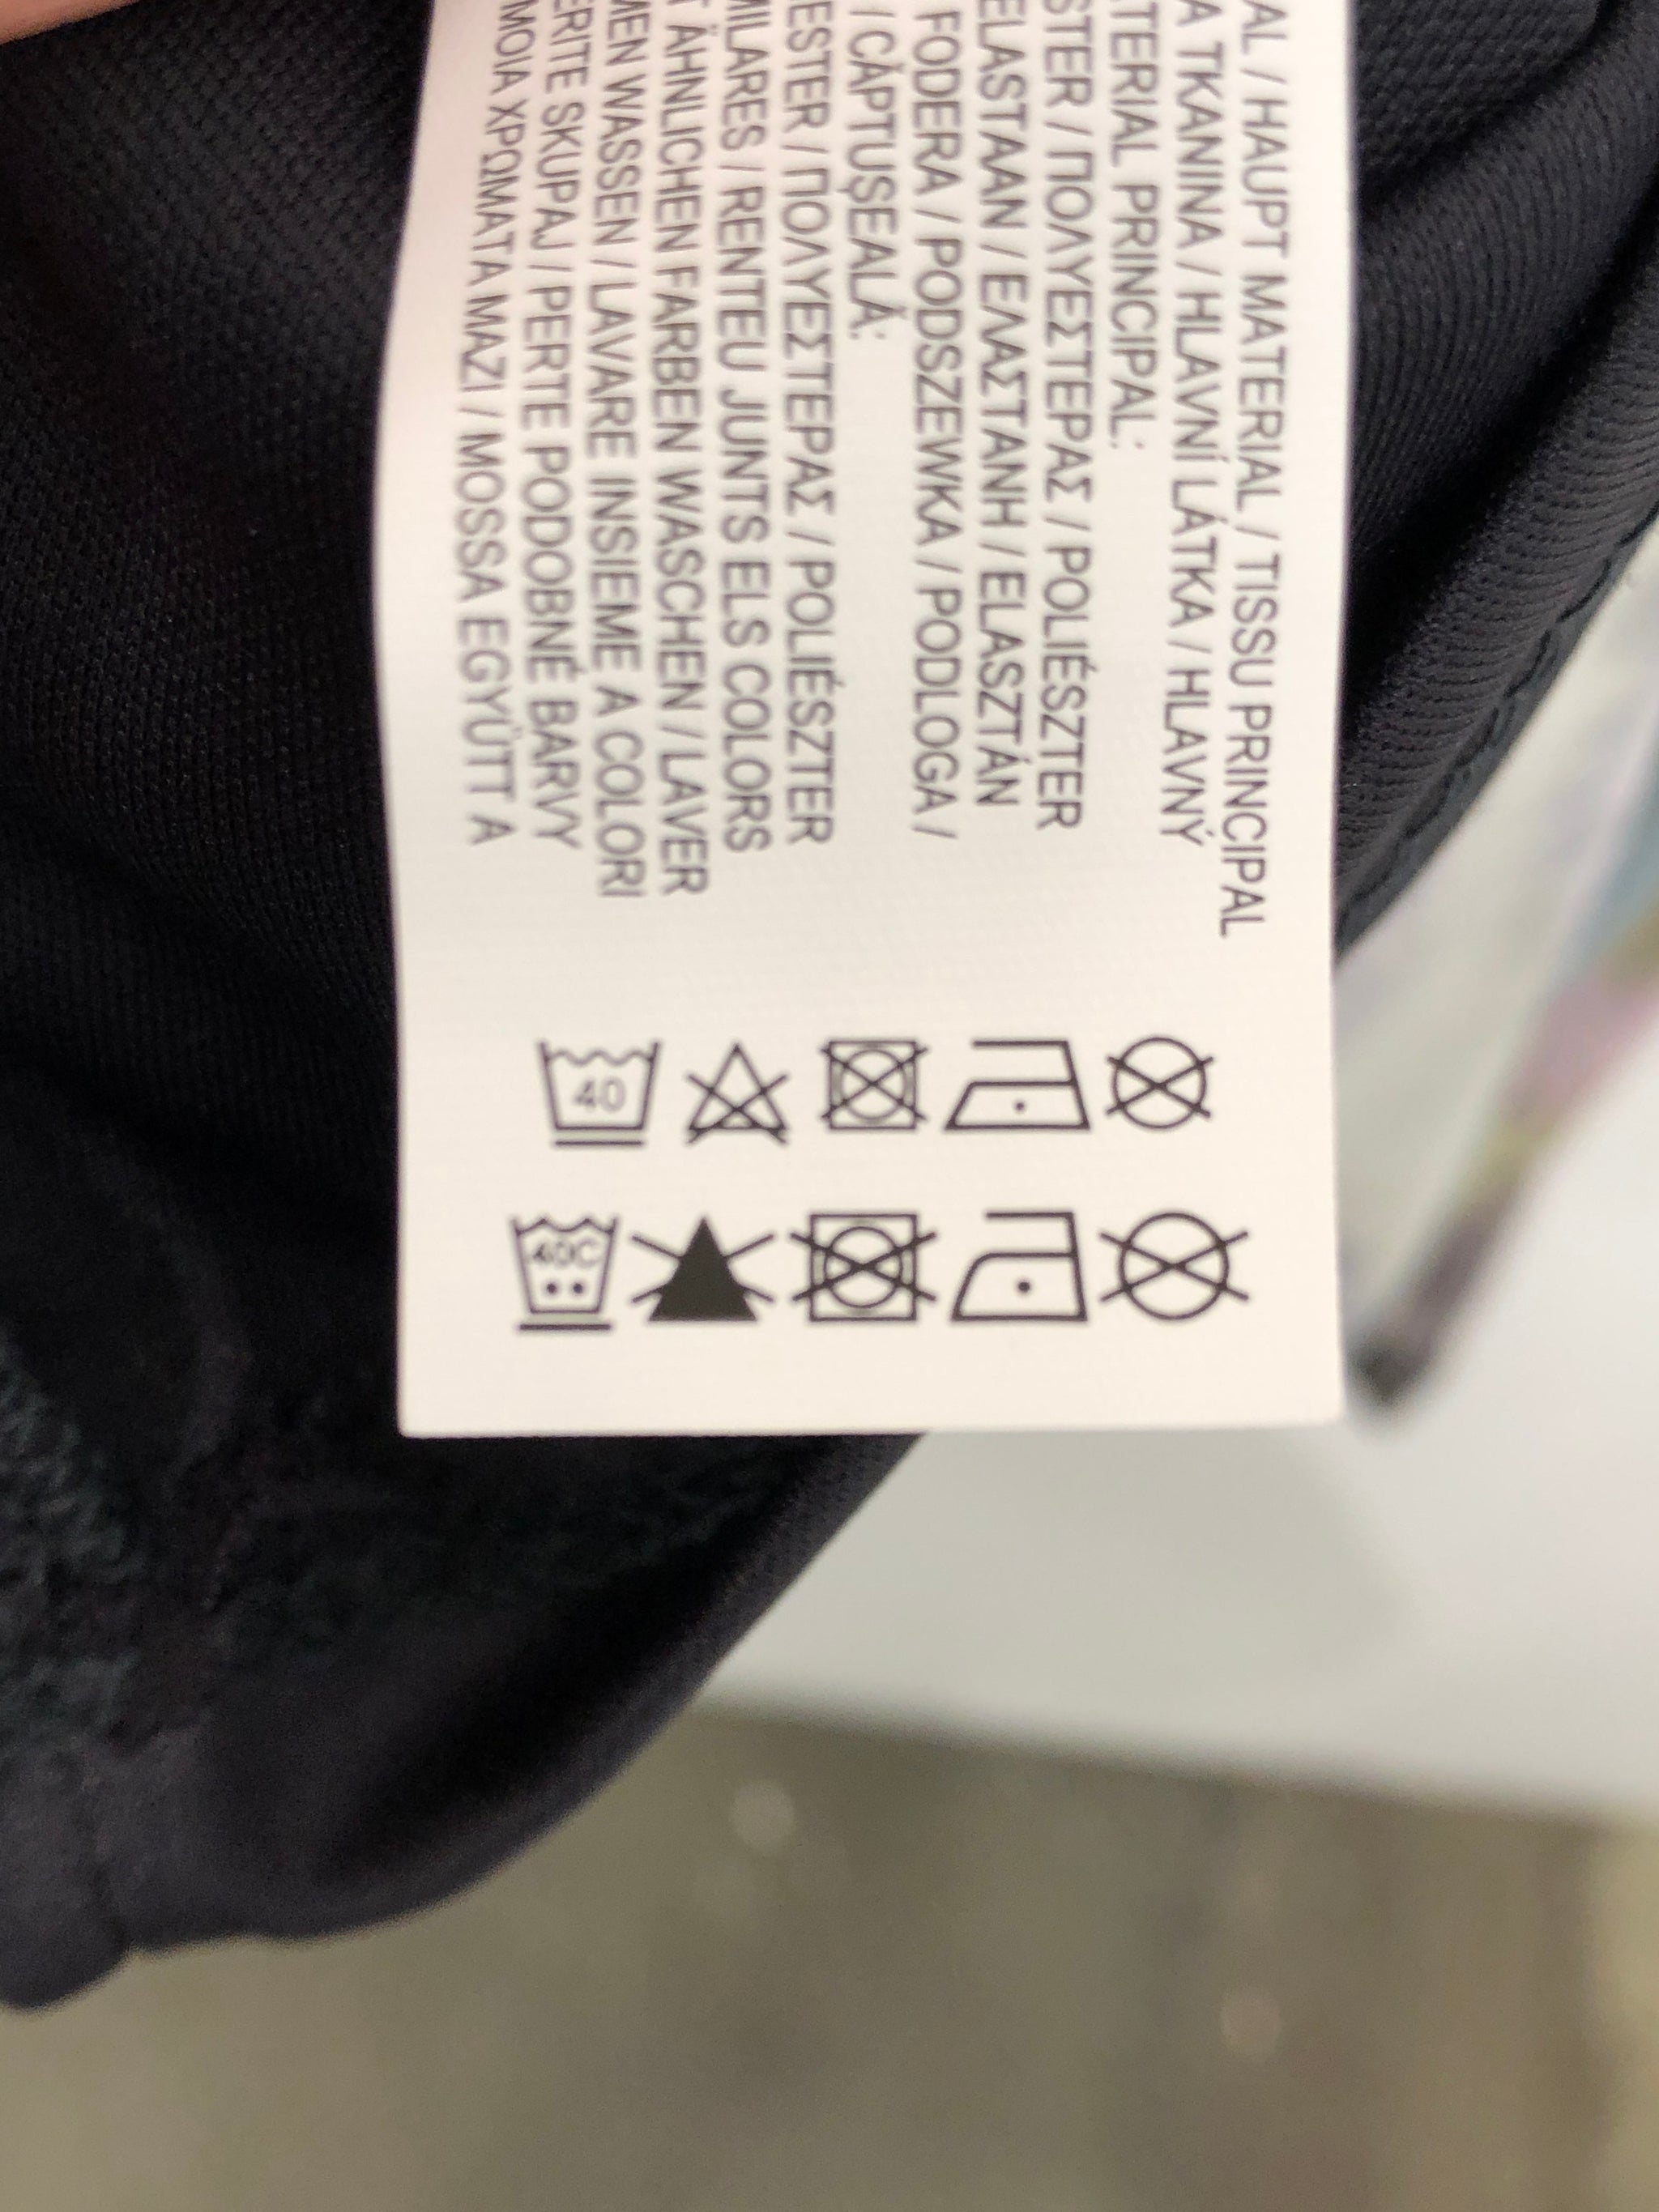 AL / HAUPT MATERIAL / TISSU PRINCIPAL
A TKANINA / HLAVNÍ LÁTKA / HLAVNÝ
TERIAL PRINCIPAL:
STER / ΠΟΛΥΕΣΤΕΡΑΣ / POLIÉSZTER
ELASTAAN / ΕΛΑΣΤΑΝΗ / ELASZTÁN
FODERA / PODSZEWKA / PODLOGA /
/ CĂPTUȘEALĂ:
ESTER / ΠΟΛΥΕΣΤΕΡΑΣ / POLIÉSZTER
MILARES / RENTEU JUNTS ELS COLORS
T ÄHNLICHEN FARBEN WASCHEN / LAVER
MEN WASSEN / LAVARE INSIEME A COLORI
ERITE SKUPAJ / PERTE PODOBNÉ BARVY
ΜΟΙΑ ΧΡΩΜΑΤΑ ΜΑΖΙ / MOSSA EGYÜTT A
40
40C